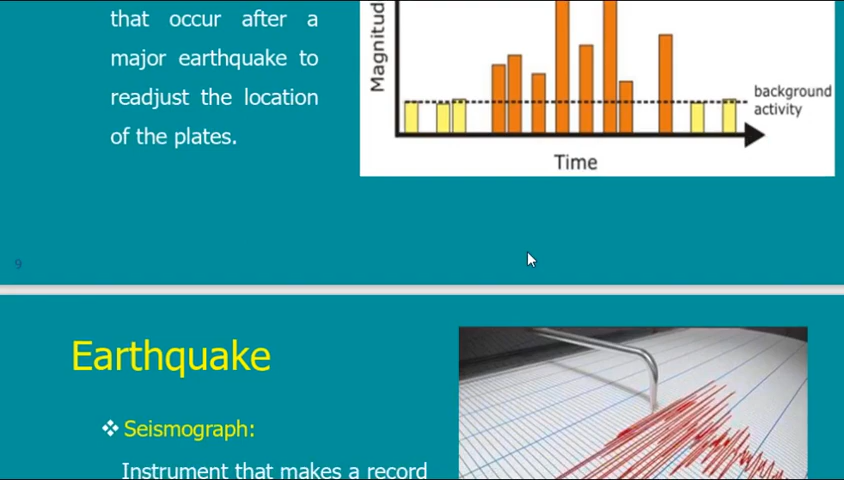 that occur after a
major earthquake to
readjust the location
of the plates.
Magnitud
background
activity
Time
9
Earthquake
❖ Seismograph:
Instrument that makes a record